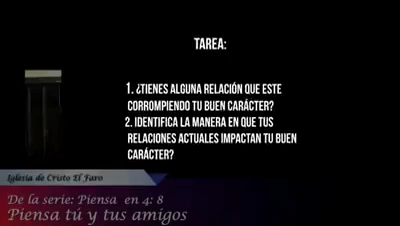 TAREA:
1. ¿TIENES ALGUNA RELACIÓN QUE ESTE
CORROMPIENDO TU BUEN CARÁCTER?
2. IDENTIFICA LA MANERA EN QUE TUS
RELACIONES ACTUALES IMPACTAN TU BUEN
CARÁCTER?
Iglesia de Cristo El Faro
De la serie: Piensa en 4: 8
Piensa tú y tus amigos